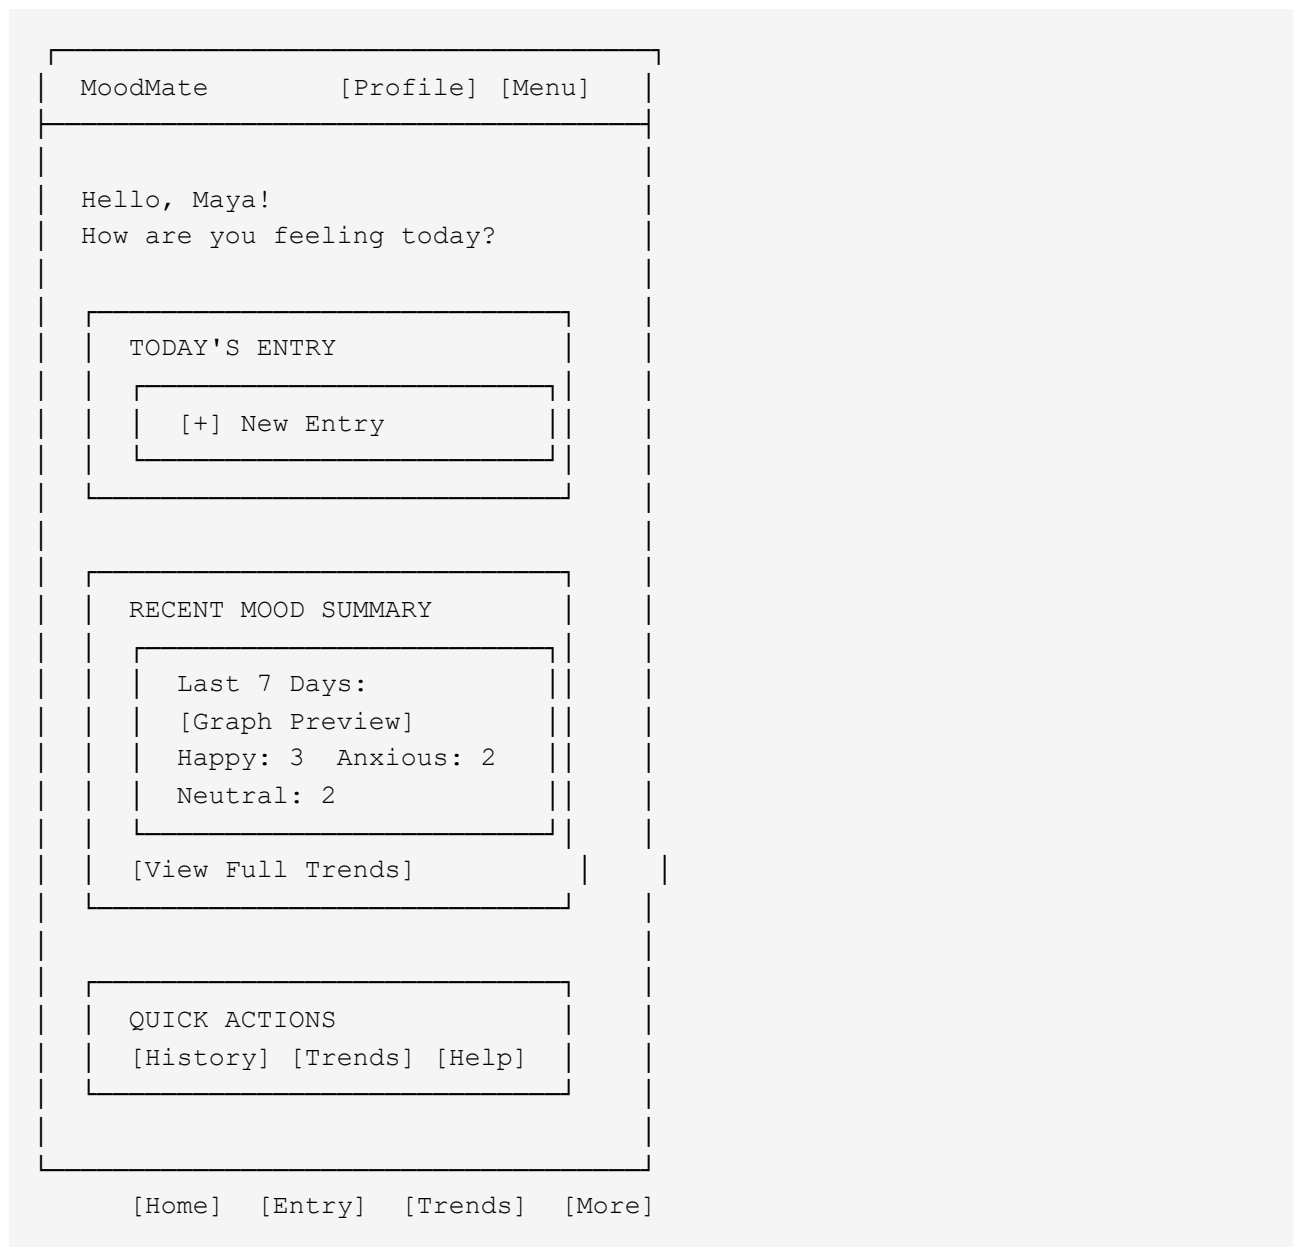 MoodMate [Profile] [Menu]
Hello, Maya!
How are you feeling today?
TODAY'S ENTRY
[+] New Entry
RECENT MOOD SUMMARY
Last 7 Days:
[Graph Preview]
Happy: 3 Anxious: 2
Neutral: 2
[View Full Trends]
QUICK ACTIONS
[History] [Trends] [Help]
[Home] [Entry] [Trends] [More]